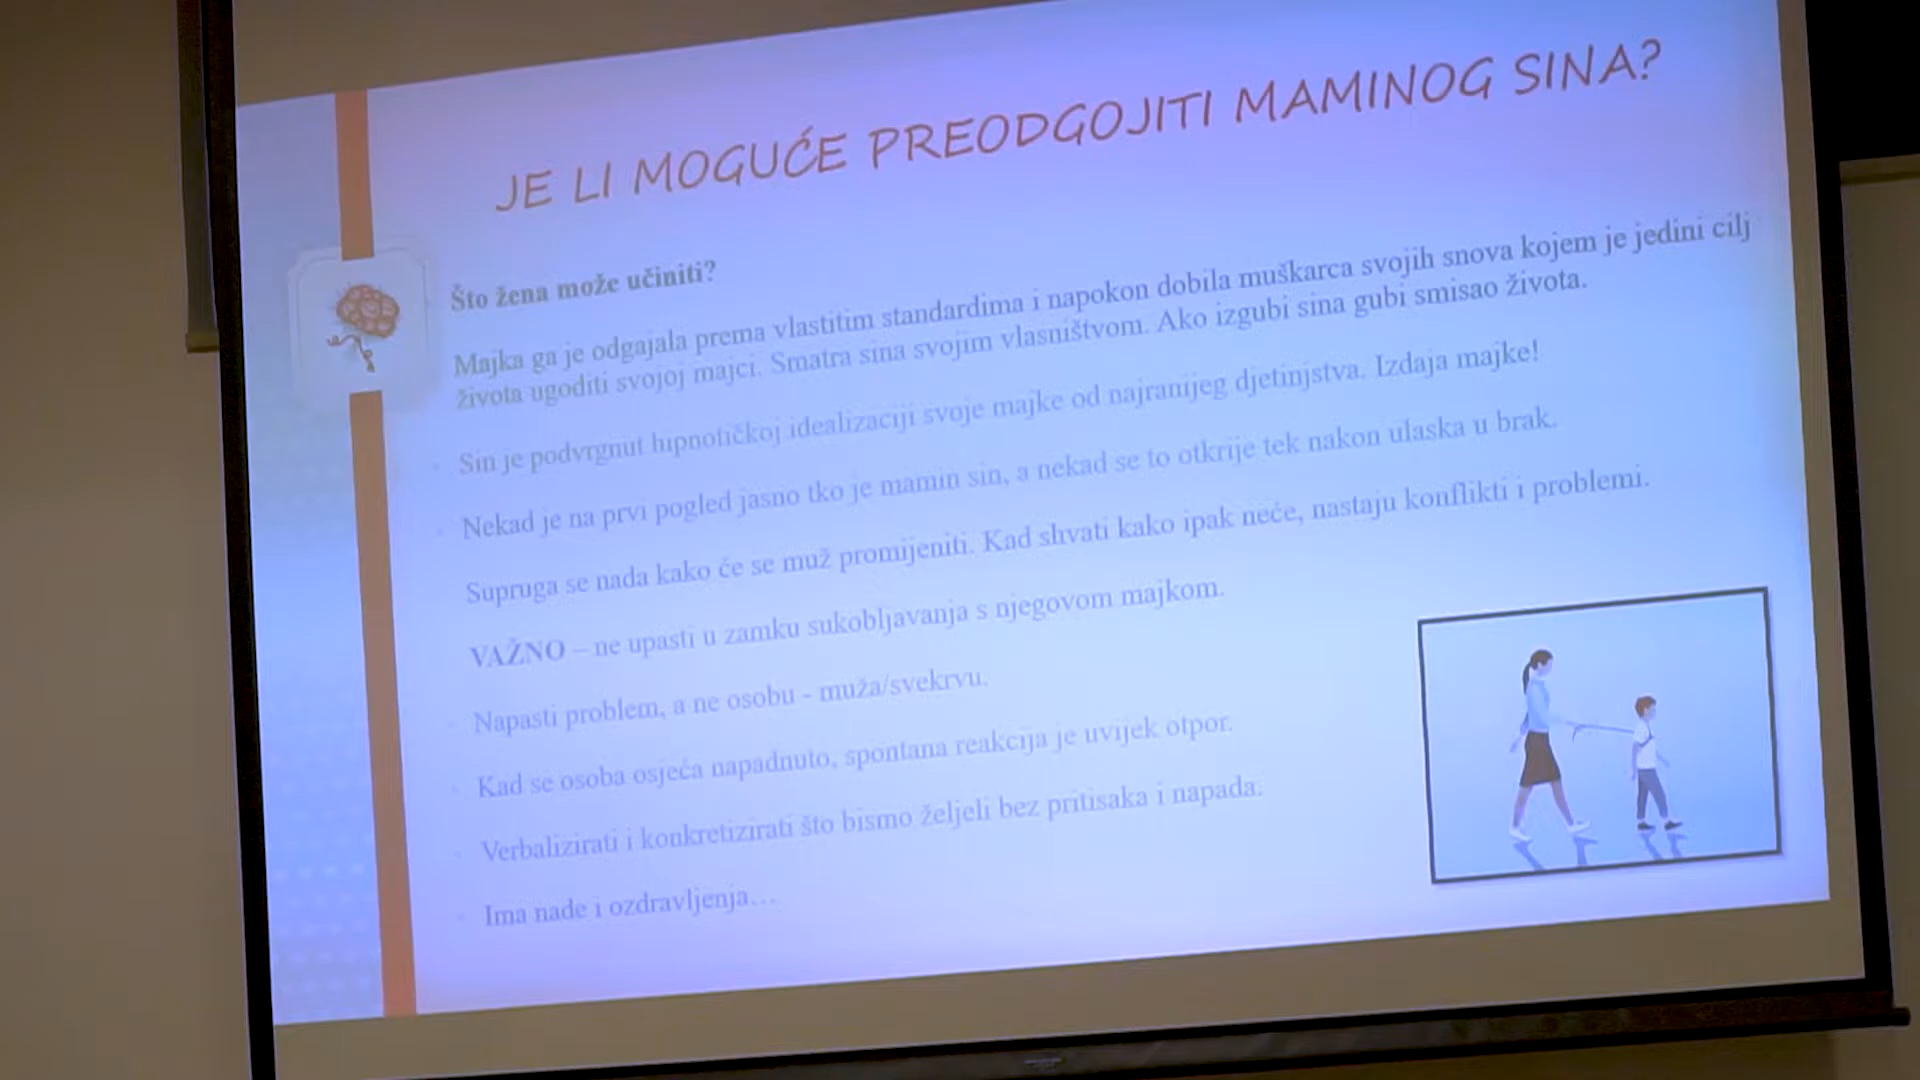 JE LI MOGUĆE PREODGOJITI MAMINOG SINA?
Što žena može učiniti?
Majka ga je odgajala prema vlastitim standardima i napokon dobila muškarca svojih snova kojem je jedini cilj
života ugoditi svojoj majci. Smatra sina svojim vlasništvom. Ako izgubi sina gubi smisao života.
Sin je podvrgnut hipnotičkoj idealizaciji svoje majke od najranijeg djetinjstva. Izdaja majke!
Nekad je na prvi pogled jasno tko je mamin sin, a nekad se to otkrije tek nakon ulaska u brak.
Supruga se nada kako će se muž promijeniti. Kad shvati kako ipak neće, nastaju konflikti i problemi.
VAŽNO – ne upasti u zamku sukobljavanja s njegovom majkom.
Napasti problem, a ne osobu - muža/svekrvu.
Kad se osoba osjeća napadnuto, spontana reakcija je uvijek otpor.
Verbalizirati i konkretizirati što bismo željeli bez pritisaka i napada.
Ima nade i ozdravljenja…